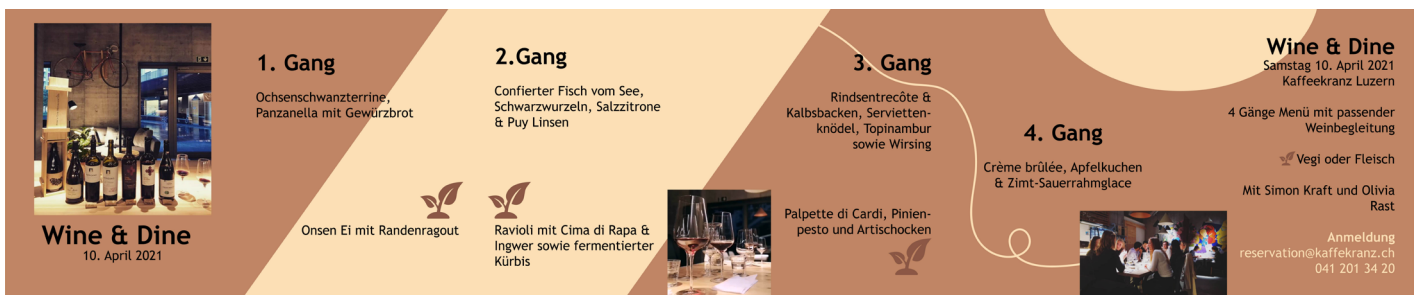 Wine & Dine
10. April 2021
1. Gang
Ochsenschwanzterrine,
Panzanella mit Gewürzbrot
Onsen Ei mit Randenragout
2.Gang
Confierter Fisch vom See,
Schwarzwurzeln, Salzzitrone
& Puy Linsen
Ravioli mit Cima di Rapa &
Ingwer sowie fermentierter
Kürbis
3. Gang
Rindsentrecôte &
Kalbsbacken, Servietten-
knödel, Topinambur
sowie Wirsing
Palpette di Cardi, Pinien-
pesto und Artischocken
4. Gang
Crème brûlée, Apfelkuchen
& Zimt-Sauerrahmglace
Wine & Dine
Samstag 10. April 2021
Kaffeekranz Luzern
4 Gänge Menü mit passender
Weinbegleitung
Vegi oder Fleisch
Mit Simon Kraft und Olivia
Rast
Anmeldung
reservation@kaffekranz.ch
041 201 34 20